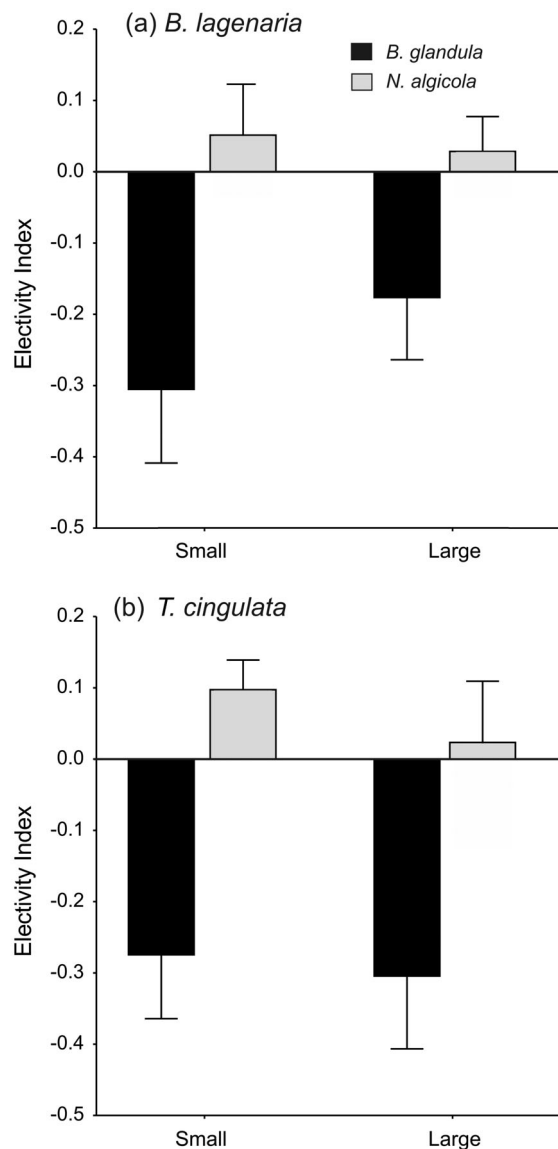 (a) B. lagenaria
B. glandula
N. algicola
0.2
0.1
0.0
-0.1
-0.2
-0.3
-0.4
-0.5
Electivity Index
Small Large
(b) T. cingulata
0.2
0.1
0.0
-0.1
-0.2
-0.3
-0.4
-0.5
Electivity Index
Small Large